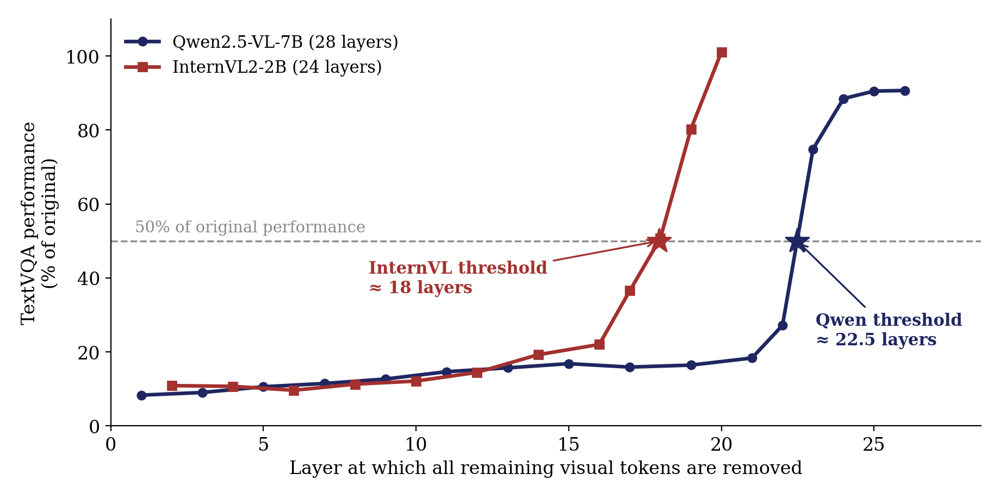 Qwen2.5-VL-7B (28 layers)
InternVL2-2B (24 layers)
TextVQA performance
(% of original)
100
80
60
40
20
0
50% of original performance
InternVL threshold
≈ 18 layers
Qwen threshold
≈ 22.5 layers
0 5 10 15 20 25
Layer at which all remaining visual tokens are removed